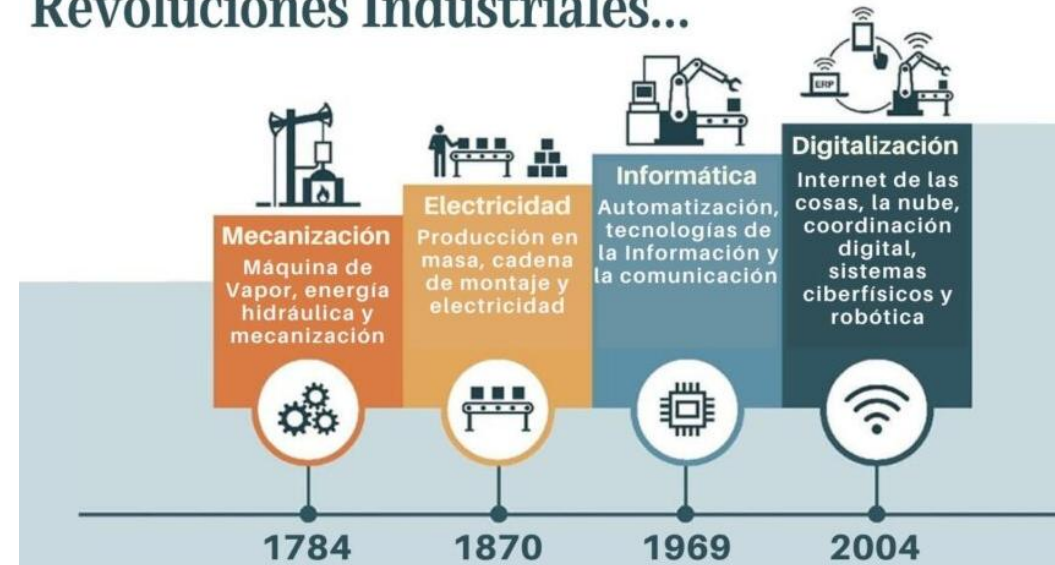 Revoluciones Industriales...
ERP
Mecanización
Máquina de
Vapor, energía
hidráulica y
mecanización
Electricidad
Producción en
masa, cadena
de montaje y
electricidad
Informática
Automatización,
tecnologías de
la Información y
la comunicación
Digitalización
Internet de las
cosas, la nube,
coordinación
digital,
sistemas
ciberfísicos y
robótica
1784
1870
1969
2004